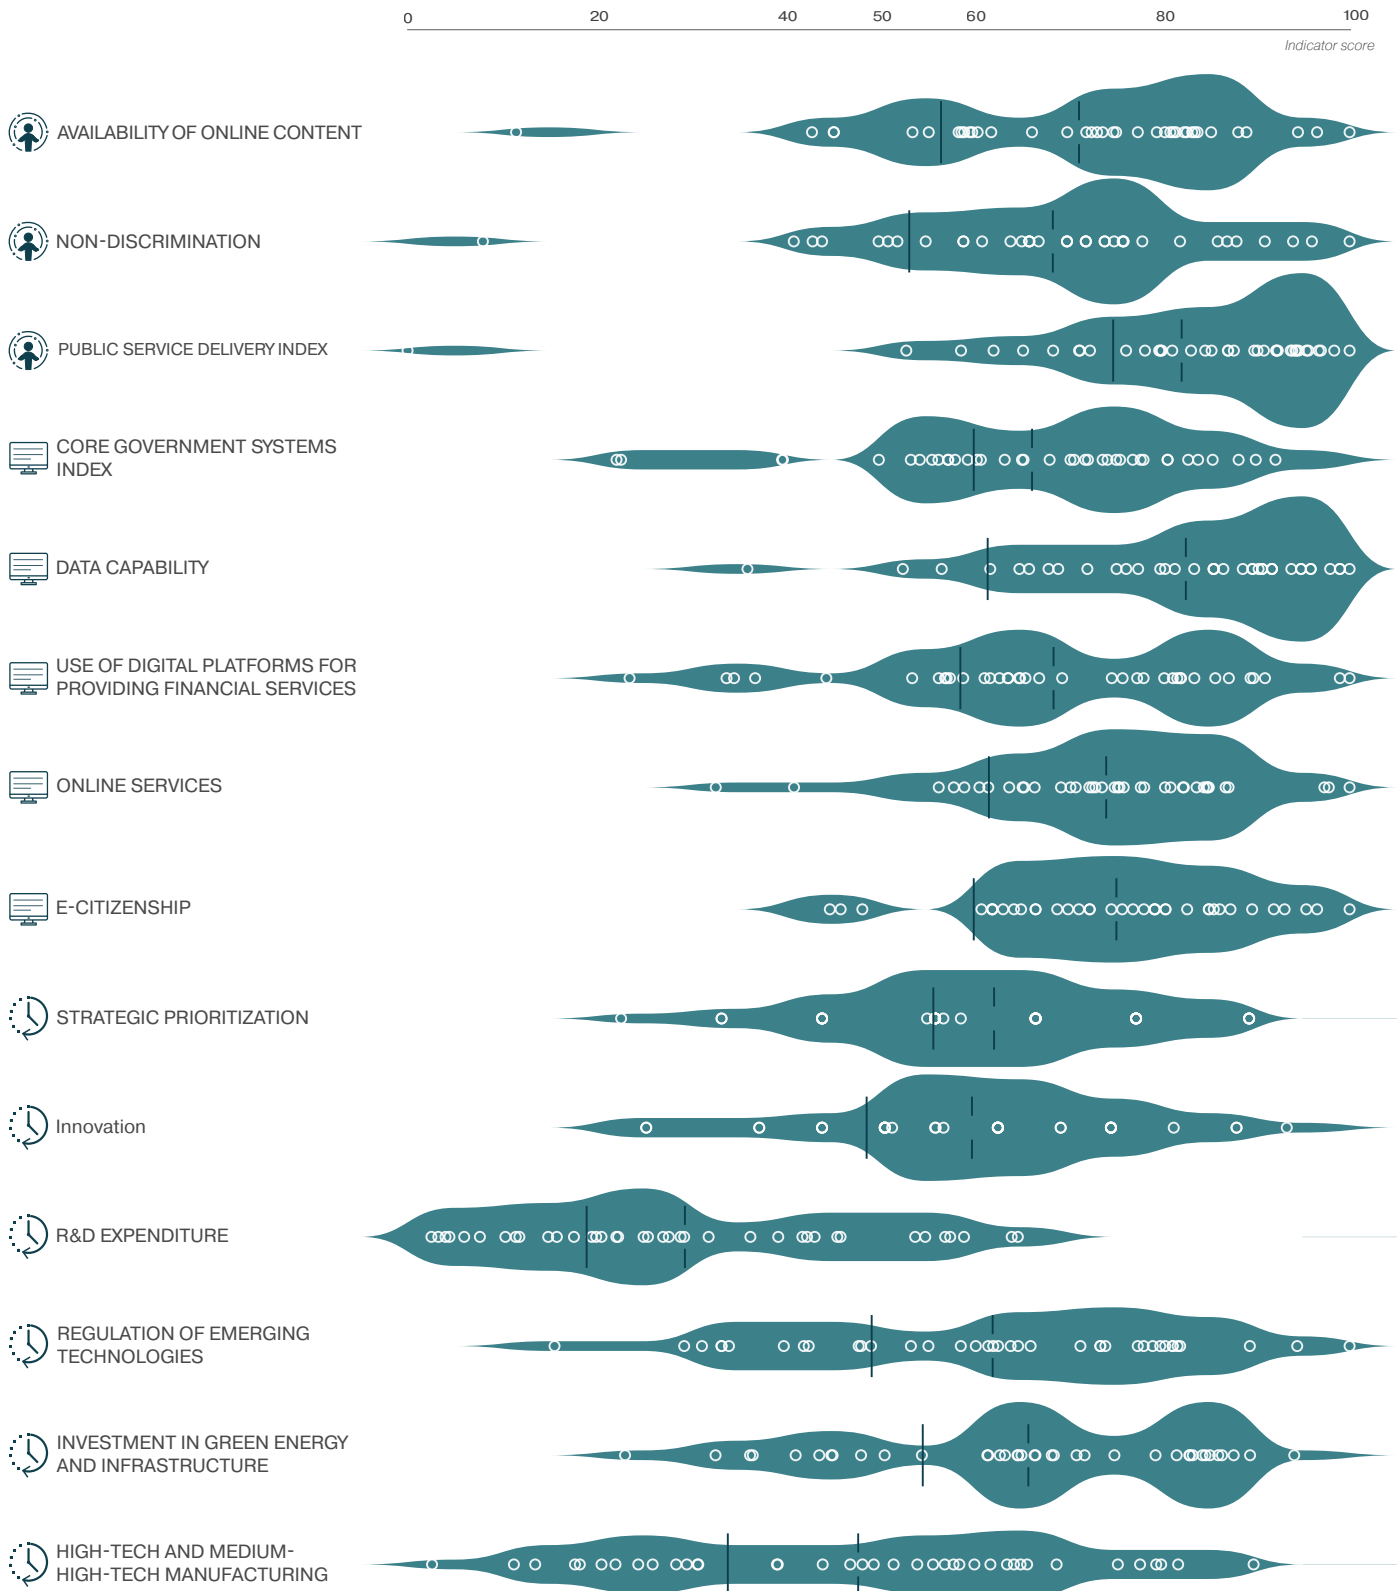 0 20 40 50 60 80 100
Indicator score
AVAILABILITY OF ONLINE CONTENT
NON-DISCRIMINATION
PUBLIC SERVICE DELIVERY INDEX
CORE GOVERNMENT SYSTEMS
INDEX
DATA CAPABILITY
USE OF DIGITAL PLATFORMS FOR
PROVIDING FINANCIAL SERVICES
ONLINE SERVICES
E-CITIZENSHIP
STRATEGIC PRIORITIZATION
Innovation
R&D EXPENDITURE
REGULATION OF EMERGING
TECHNOLOGIES
INVESTMENT IN GREEN ENERGY
AND INFRASTRUCTURE
HIGH-TECH AND MEDIUM-
HIGH-TECH MANUFACTURING